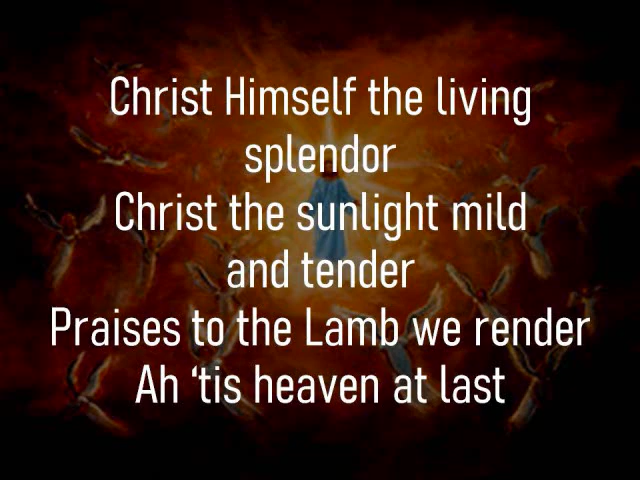 Christ Himself the living
splendor
Christ the sunlight mild
and tender
Praises to the Lamb we render
Ah ‘tis heaven at last